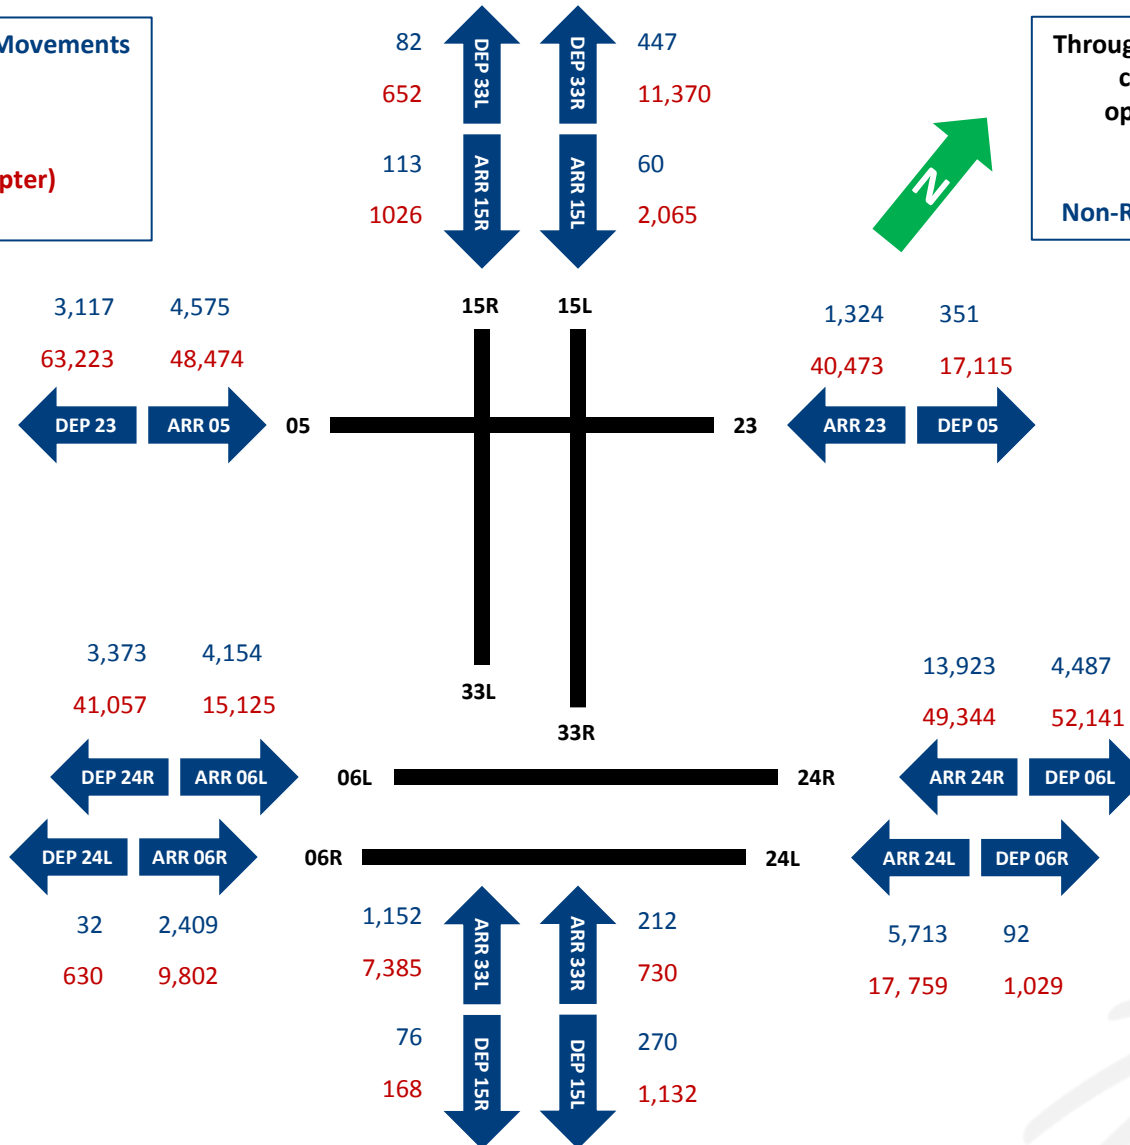 Movements
pter)
82
652
113
1026
DEP 33L
ARR 15R
DEP 33R
ARR 15L
447
11,370
60
2,065
N
Throug
c
op
Non-R
3,117 4,575
63,223 48,474
DEP 23 ARR 05
05
15R 15L
23
1,324 351
40,473 17,115
ARR 23 DEP 05
33L
33R
3,373 4,154
41,057 15,125
DEP 24R ARR 06L
06L
24R
13,923 4,487
49,344 52,141
ARR 24R DEP 06L
DEP 24L ARR 06R
06R
24L
ARR 24L DEP 06R
32 2,409
630 9,802
1,152
7,385
76
168
ARR 33L
DEP 15R
ARR 33R
DEP 15L
212
730
270
1,132
5,713 92
17, 759 1,029